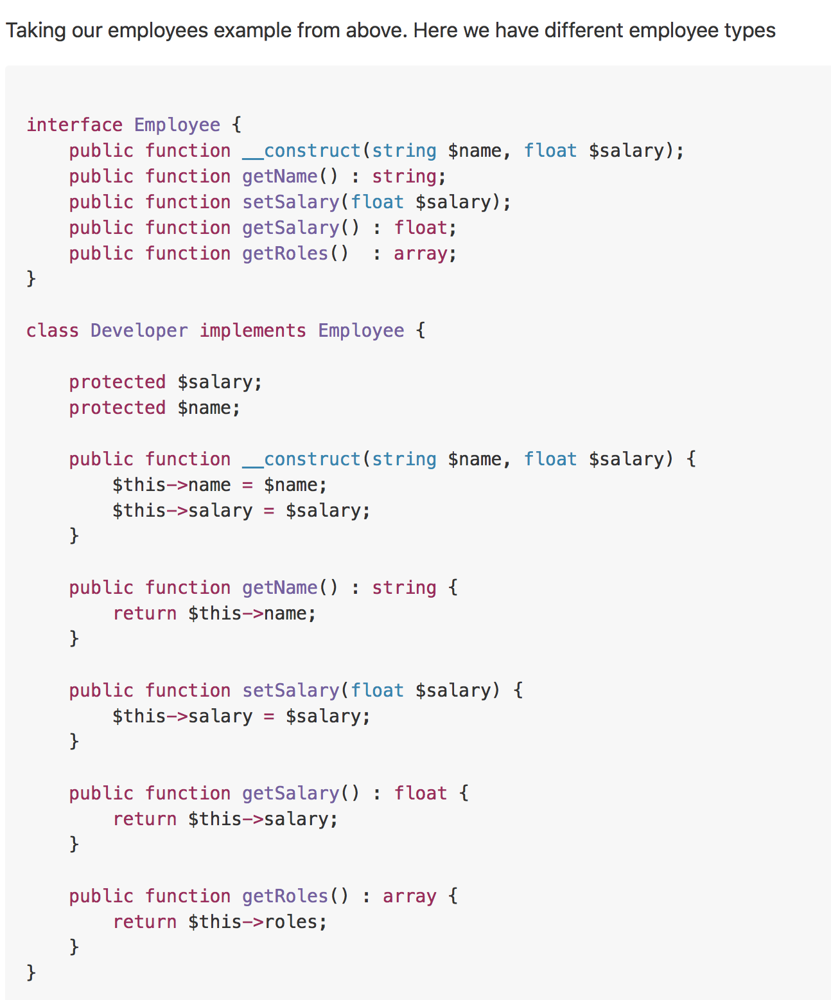 Taking our employees example from above. Here we have different employee types
interface Employee {
    public function __construct(string $name, float $salary);
    public function getName() : string;
    public function setSalary(float $salary);
    public function getSalary() : float;
    public function getRoles()  : array;
}
class Developer implements Employee {
    protected $salary;
    protected $name;
    public function __construct(string $name, float $salary) {
        $this->name = $name;
        $this->salary = $salary;
    }
    public function getName() : string {
        return $this->name;
    }
    public function setSalary(float $salary) {
        $this->salary = $salary;
    }
    public function getSalary() : float {
        return $this->salary;
    }
    public function getRoles() : array {
        return $this->roles;
    }
}